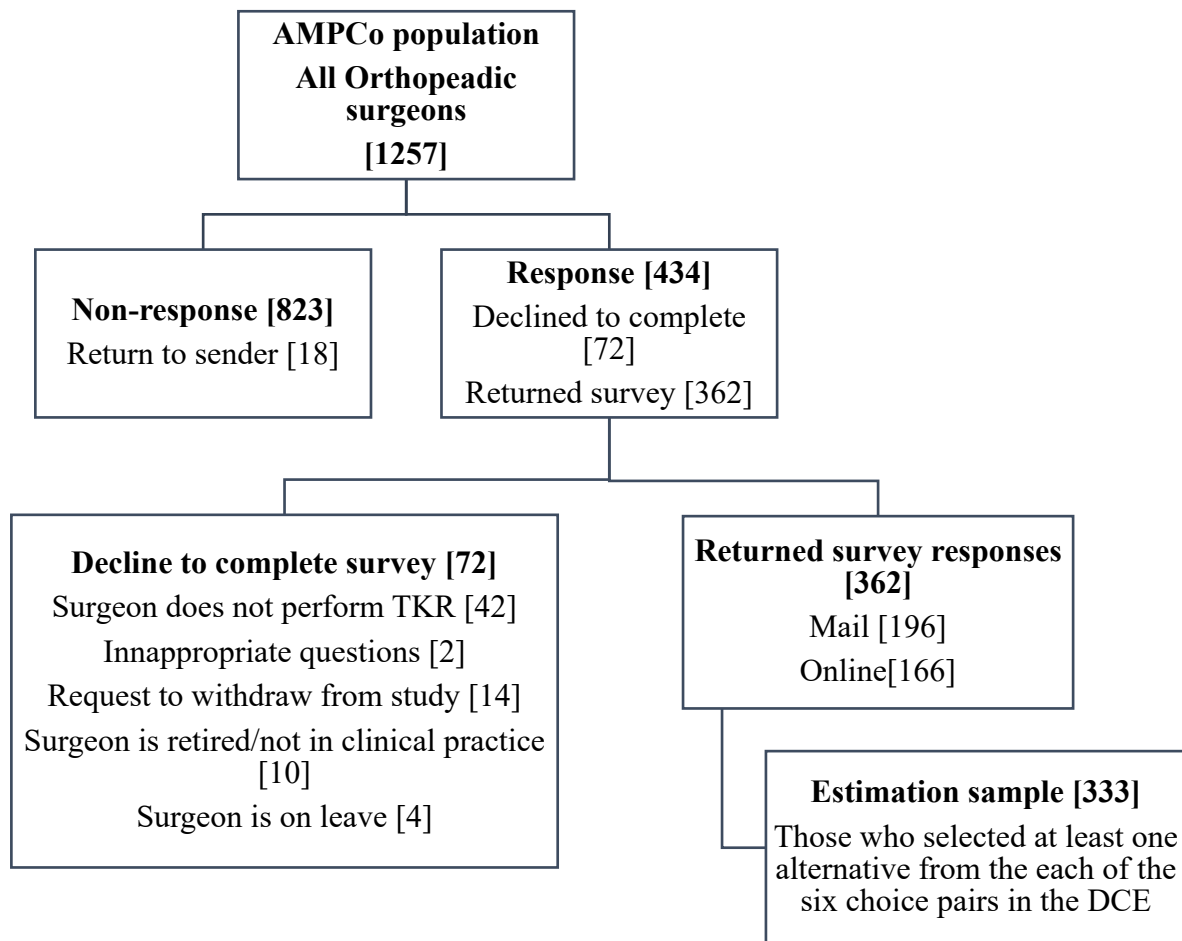 AMPCo population
All Orthopeadic
surgeons
[1257]
Non-response [823]
Return to sender [18]
Response [434]
Declined to complete
[72]
Returned survey [362]
Decline to complete survey [72]
Surgeon does not perform TKR [42]
Innappropriate questions [2]
Request to withdraw from study [14]
Surgeon is retired/not in clinical practice
[10]
Surgeon is on leave [4]
Returned survey responses
[362]
Mail [196]
Online[166]
Estimation sample [333]
Those who selected at least one
alternative from the each of the
six choice pairs in the DCE